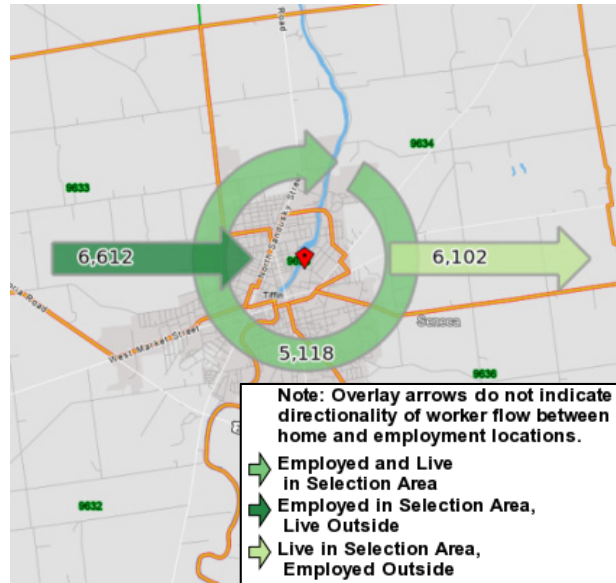 Road
9634
9633
North Sandusky Street
6,612
6,102
Tiffin
Seneca
West Market Street
5,118
9636
9632
Note: Overlay arrows do not indicate
directionality of worker flow between
home and employment locations.
Employed and Live
in Selection Area
Employed in Selection Area,
Live Outside
Live in Selection Area,
Employed Outside